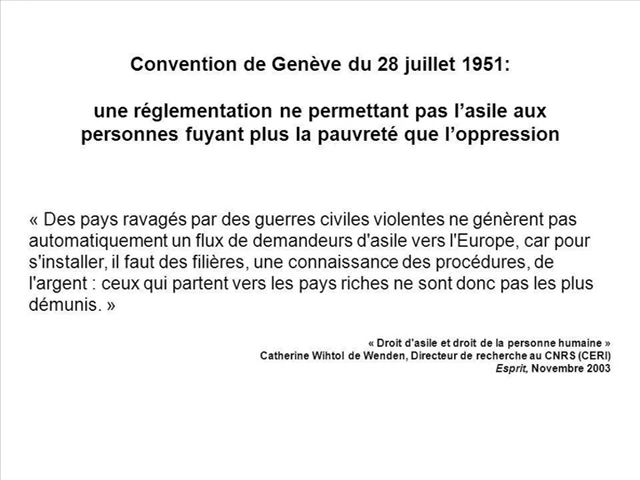 Convention de Genève du 28 juillet 1951:
une réglementation ne permettant pas l’asile aux
personnes fuyant plus la pauvreté que l’oppression
« Des pays ravagés par des guerres civiles violentes ne génèrent pas
automatiquement un flux de demandeurs d'asile vers l'Europe, car pour
s'installer, il faut des filières, une connaissance des procédures, de
l'argent : ceux qui partent vers les pays riches ne sont donc pas les plus
démunis. »
« Droit d'asile et droit de la personne humaine »
Catherine Wihtol de Wenden, Directeur de recherche au CNRS (CERI)
Esprit, Novembre 2003